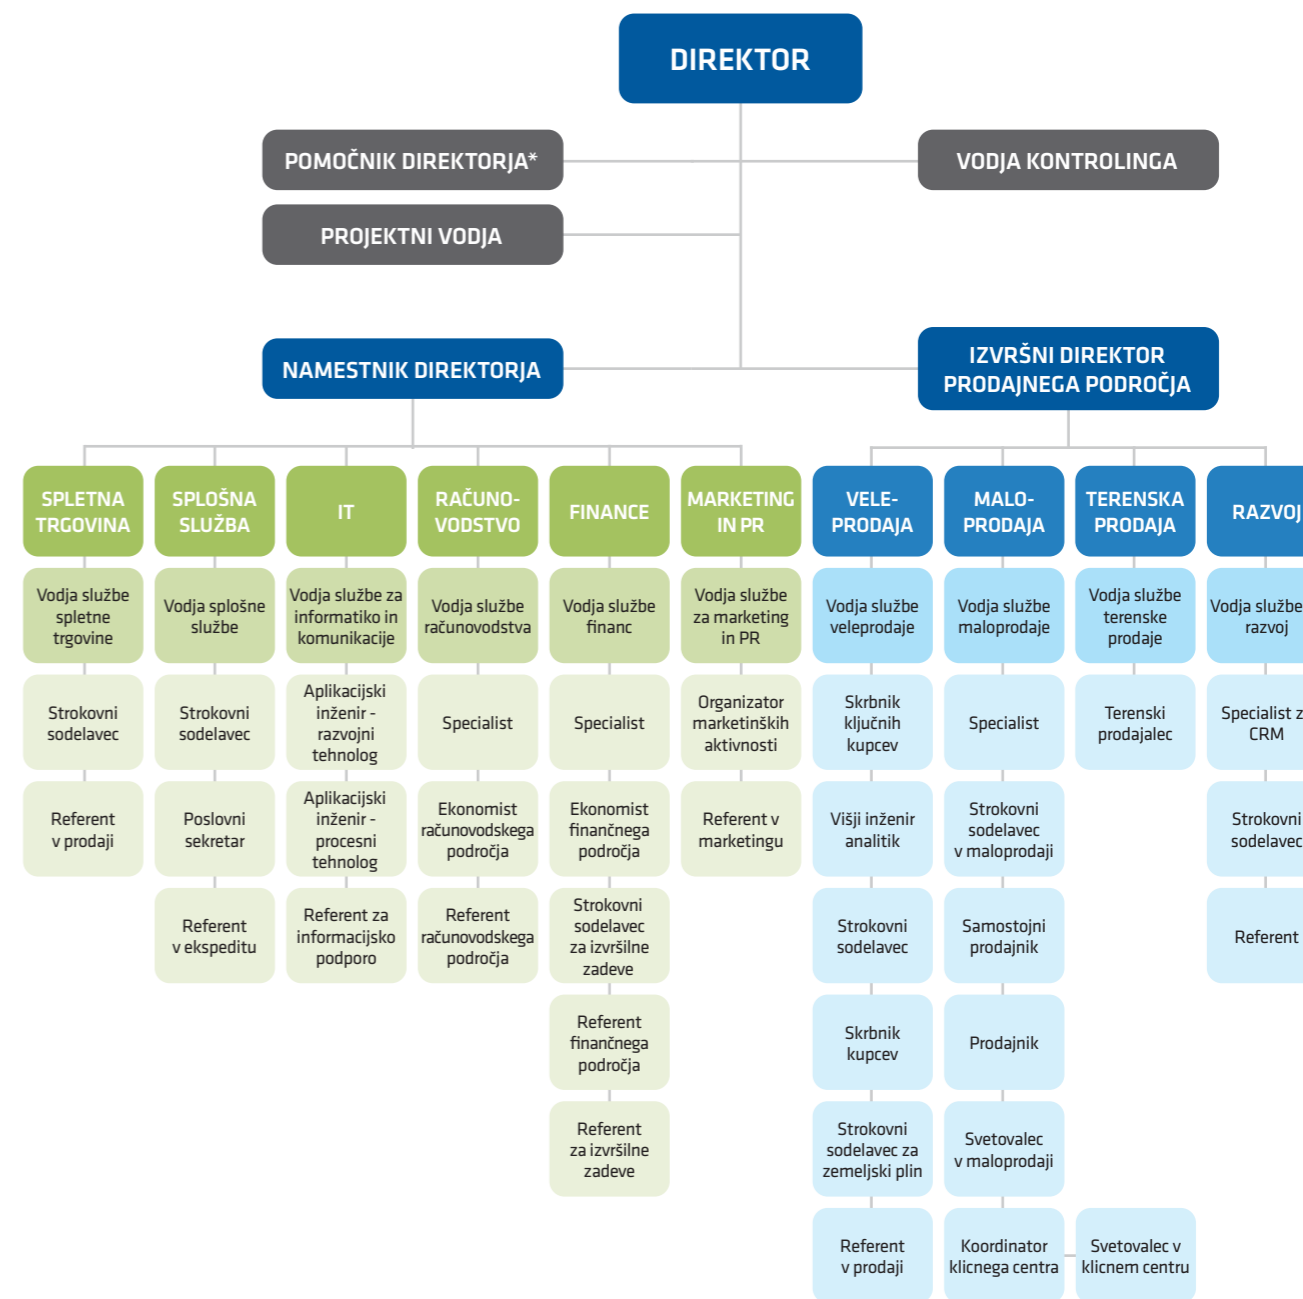 DIREKTOR
POMOČNIK DIREKTORJA*
VODJA KONTROLINGA
PROJEKTNI VODJA
NAMESTNIK DIREKTORJA
IZVRŠNI DIREKTOR
PRODAJNEGA PODROČJA
SPLETNA
TRGOVINA
SPLOŠNA
SLUŽBA
IT
RAČUNO-
VODSTVO
FINANCE
MARKETING
IN PR
VELE-
PRODAJA
MALO-
PRODAJA
TERENSKA
PRODAJA
RAZVOJ
Vodja službe
spletne
trgovine
Vodja splošne
službe
Vodja službe za
informatiko in
komunikacije
Vodja službe
računovodstva
Vodja službe
financ
Vodja službe
za marketing
in PR
Vodja službe
veleprodaje
Vodja službe
maloprodaje
Vodja službe
terenske
prodaje
Vodja službe
razvoj
Strokovni
sodelavec
Strokovni
sodelavec
Aplikacijski
inženir -
razvojni
tehnolog
Specialist
Specialist
Organizator
marketinških
aktivnosti
Skrbnik
ključnih
kupcev
Specialist
Terenski
prodajalec
Specialist z
CRM
Referent
v prodaji
Poslovni
sekretar
Aplikacijski
inženir -
procesni
tehnolog
Ekonomist
računovodskega
področja
Ekonomist
finančnega
področja
Referent v
marketingu
Višji inženir
analitik
Strokovni
sodelavec
v maloprodaji
Strokovni
sodelavec
Referent
v ekspeditu
Referent za
informacijsko
podporo
Referent
računovodskega
področja
Strokovni
sodelavec
za izvršilne
zadeve
Strokovni
sodelavec
Samostojni
prodajnik
Referent
Referent
finančnega
področja
Skrbnik
kupcev
Prodajnik
Referent
za izvršilne
zadeve
Strokovni
sodelavec za
zemeljski plin
Svetovalec
v maloprodaji
Referent
v prodaji
Koordinator
klicnega centra
Svetovalec v
klicnem centru